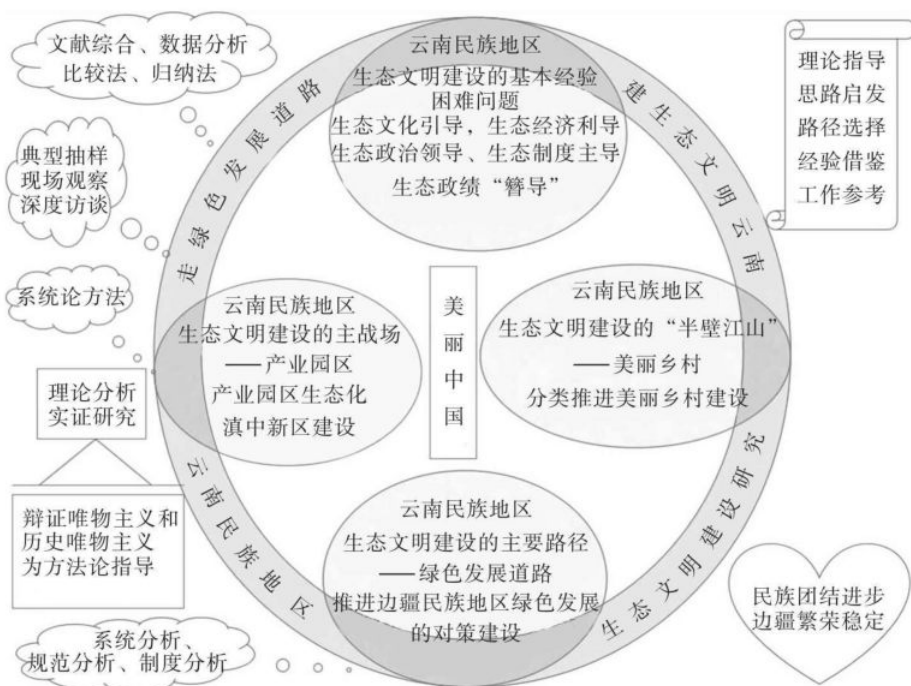 文献综合、数据分析
比较法、归纳法
典型抽样
现场观察
深度访谈
系统论方法
理论分析
实证研究
辩证唯物主义和
历史唯物主义
为方法论指导
系统分析、
规范分析、制度分析
走绿色发展道路
建生态文明云南
云南民族地区
生态文明建设研究
云南民族地区
生态文明建设的基本经验
困难问题
生态文化引导，生态经济利导
生态政治领导、生态制度主导
生态政绩“簪导”
云南民族地区
生态文明建设的主战场
——产业园区
产业园区生态化
滇中新区建设
美丽中国
云南民族地区
生态文明建设的“半壁江山”
——美丽乡村
分类推进美丽乡村建设
云南民族地区
生态文明建设的主要路径
——绿色发展道路
推进边疆民族地区绿色发展
的对策建设
理论指导
思路启发
路径选择
经验借鉴
工作参考
民族团结进步
边疆繁荣稳定